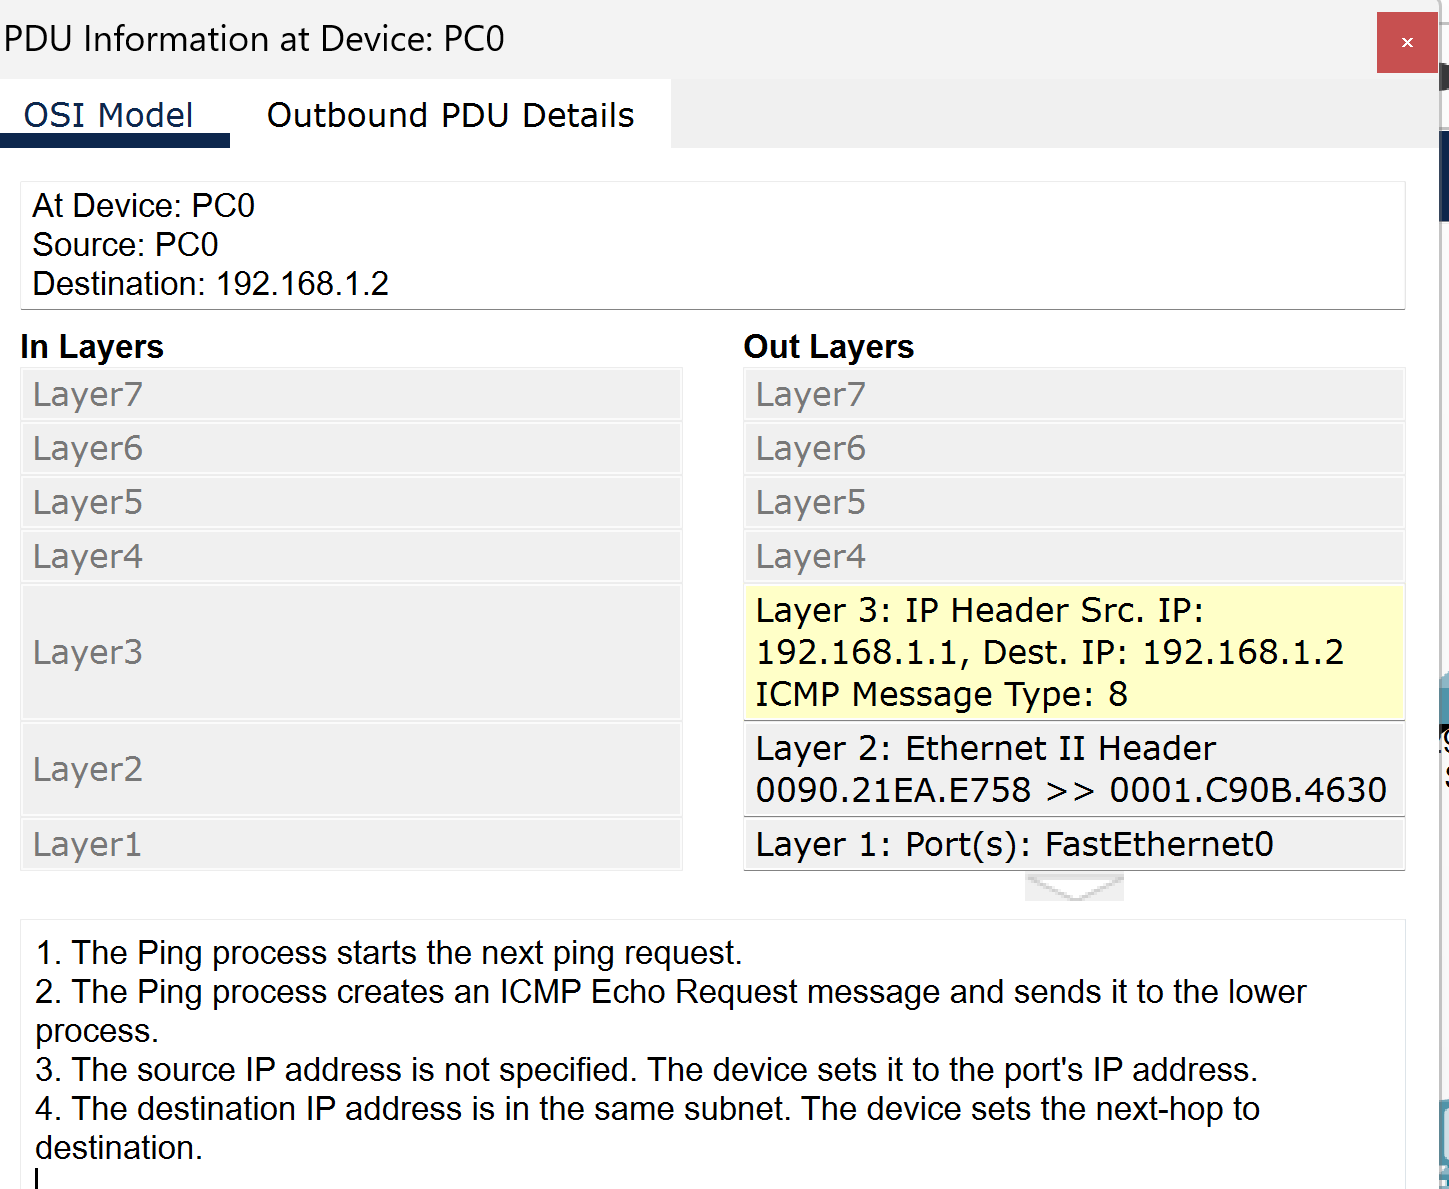 PDU Information at Device: PC0
x
OSI Model
Outbound PDU Details
At Device: PC0
Source: PC0
Destination: 192.168.1.2
In Layers
Layer7
Layer6
Layer5
Layer4
Layer3
Layer2
Layer1
Out Layers
Layer7
Layer6
Layer5
Layer4
Layer 3: IP Header Src. IP:
192.168.1.1, Dest. IP: 192.168.1.2
ICMP Message Type: 8
Layer 2: Ethernet II Header
0090.21EA.E758 >> 0001.C90B.4630
Layer 1: Port(s): FastEthernet0
1. The Ping process starts the next ping request.
2. The Ping process creates an ICMP Echo Request message and sends it to the lower
process.
3. The source IP address is not specified. The device sets it to the port's IP address.
4. The destination IP address is in the same subnet. The device sets the next-hop to
destination.